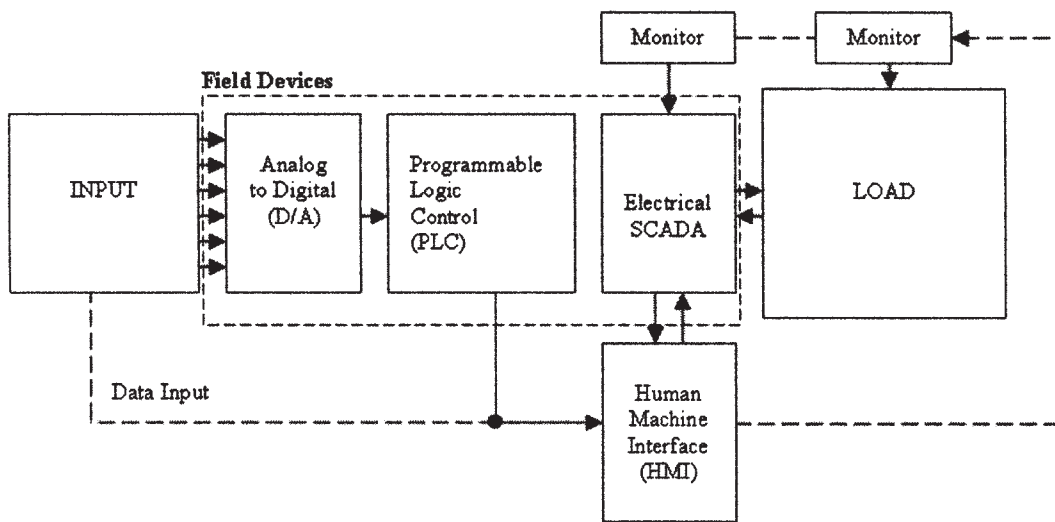 Monitor
Monitor
Field Devices
INPUT
Analog
to Digital
(D/A)
Programmable
Logic
Control
(PLC)
Electrical
SCADA
LOAD
Data Input
Human
Machine
Interface
(HMI)